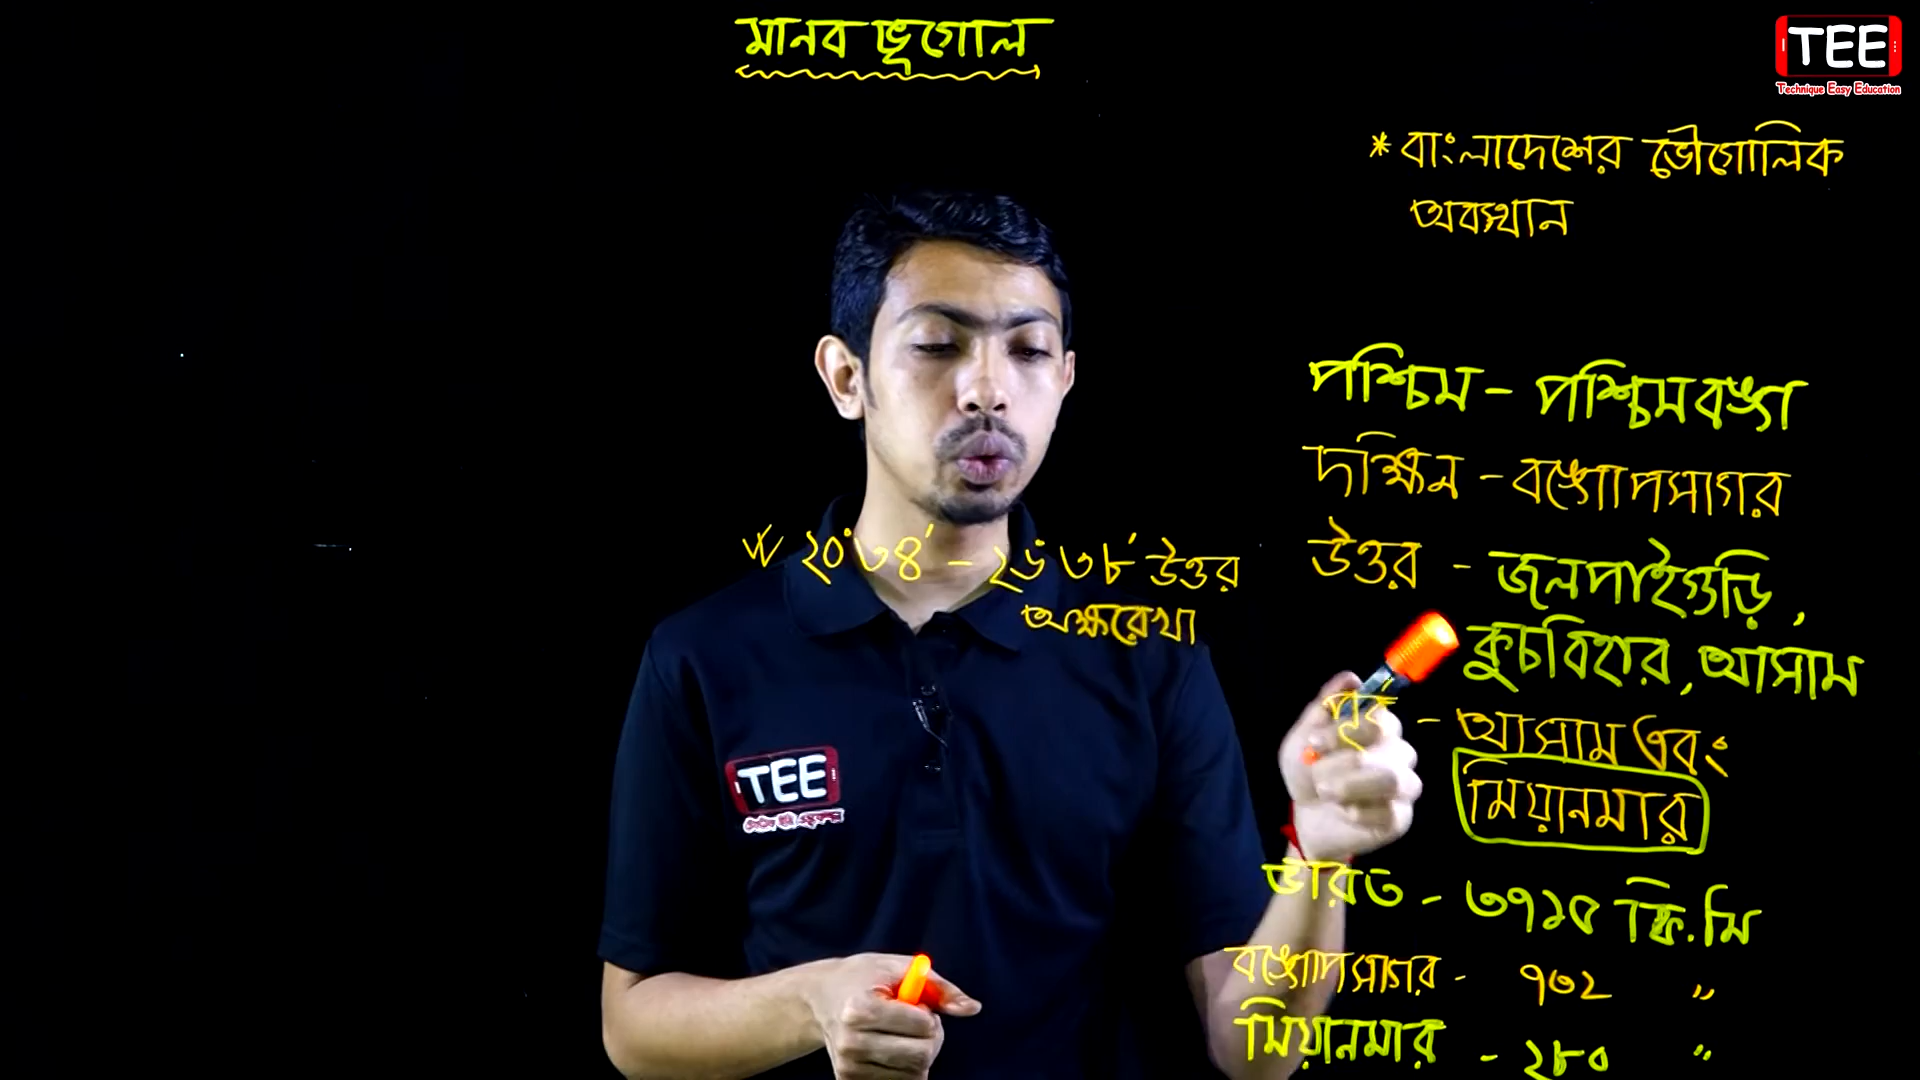 মানব ভূগোল
TEE
Technique Easy Education
* বাংলাদেশের ভৌগোলিক
অবস্থান
পশ্চিম - পশ্চিমবঙ্গ
দক্ষিন - বঙ্গোপসাগর
উত্তর - জলপাইগুড়ি,
কুচবিহার, আসাম
পূর্ব - আসাম এবং
মিয়ানমার
২০°৩৪′ - ২৬°৩৮′ উত্তর
অক্ষরেখা
TEE
ভারত - ৩৭১৫ কি.মি
বঙ্গোপসাগর - ৭৩২ "
মিয়ানমার - ২৮০ "